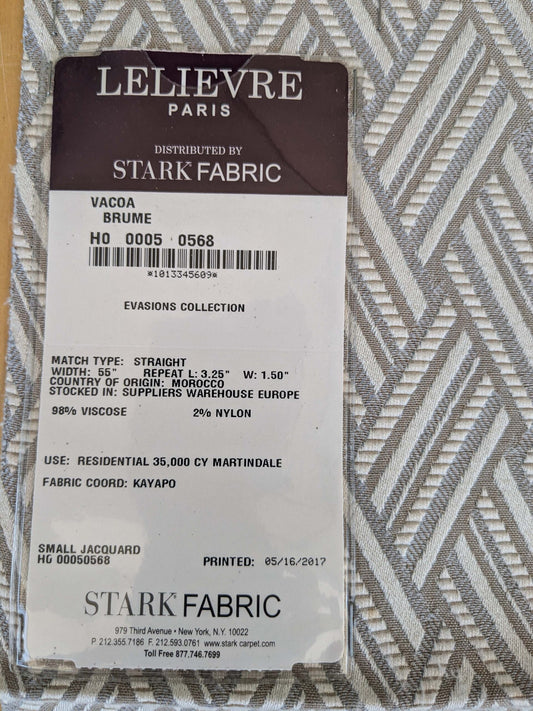 LELIEVRE
PARIS
DISTRIBUTED BY
STARK FABRIC
VACOA
BRUME
H0 0005 0568
*1013345609*
EVASIONS COLLECTION
MATCH TYPE: STRAIGHT
WIDTH: 55" REPEAT L: 3.25" W: 1.50"
COUNTRY OF ORIGIN: MOROCCO
STOCKED IN: SUPPLIERS WAREHOUSE EUROPE
98% VISCOSE 2% NYLON
USE: RESIDENTIAL 35,000 CY MARTINDALE
FABRIC COORD: KAYAPO
SMALL JACQUARD
H0 00050568 PRINTED: 05/16/2017
STARK FABRIC
979 Third Avenue • New York, N.Y. 10022
P. 212.355.7186 F. 212.593.0761 www.starkcarpet.com
Toll Free 877.746.7699